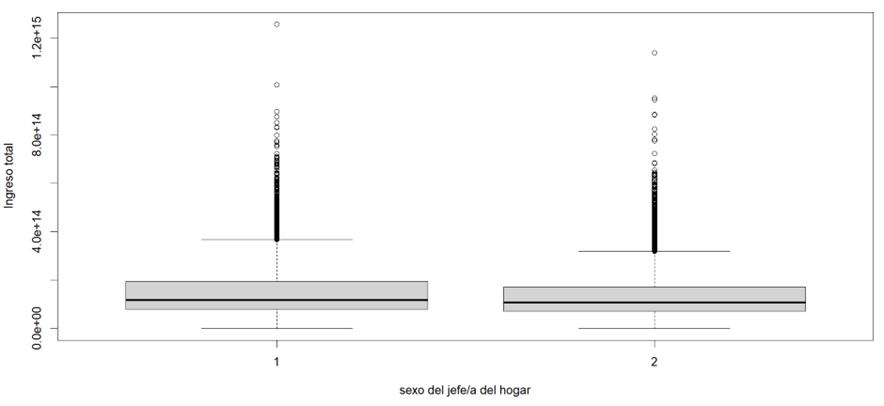 1.2e+15
8.0e+14
4.0e+14
0.0e+00
Ingreso total
1
2
sexo del jefe/a del hogar